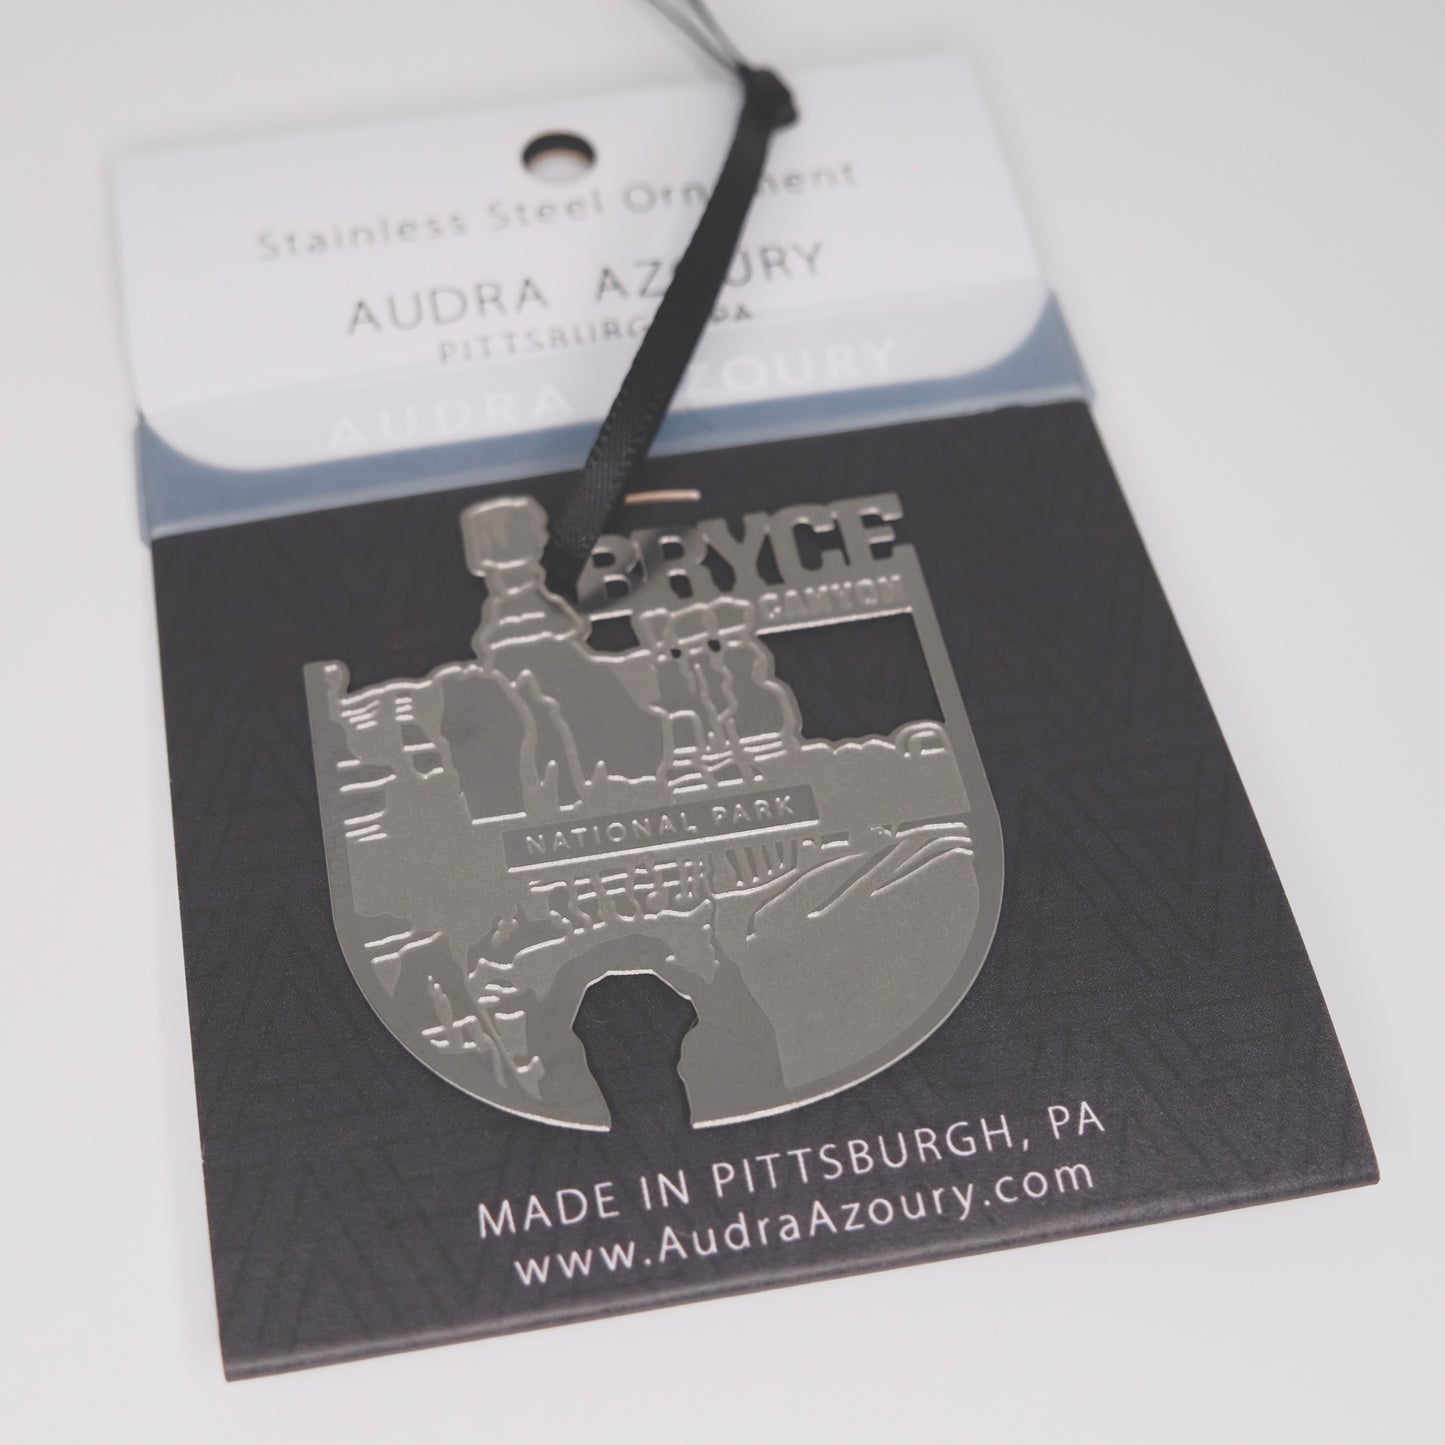 Stainless Steel Ornament
AUDRA AZOURY
PITTSBURGH, PA
AUDRA AZOURY
BRYCE
CANYON
NATIONAL PARK
MADE IN PITTSBURGH, PA
www.AudraAzoury.com